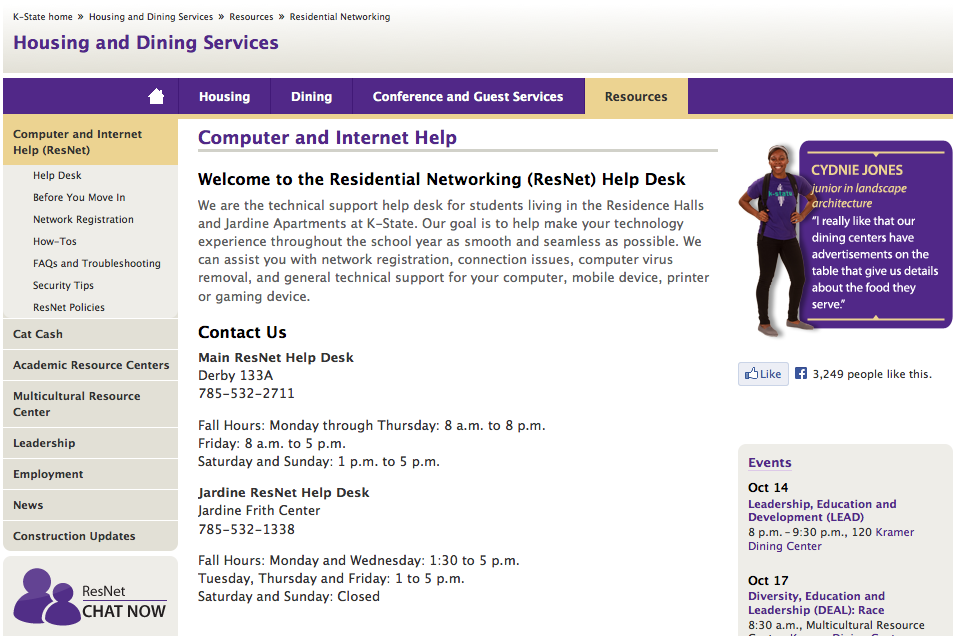 K-State home » Housing and Dining Services » Resources » Residential Networking
Housing and Dining Services
Housing
Dining
Conference and Guest Services
Resources
Computer and Internet
Help (ResNet)
Help Desk
Before You Move In
Network Registration
How-Tos
FAQs and Troubleshooting
Security Tips
ResNet Policies
Cat Cash
Academic Resource Centers
Multicultural Resource
Center
Leadership
Employment
News
Construction Updates
ResNet
CHAT NOW
Computer and Internet Help
Welcome to the Residential Networking (ResNet) Help Desk
We are the technical support help desk for students living in the Residence Halls
and Jardine Apartments at K-State. Our goal is to help make your technology
experience throughout the school year as smooth and seamless as possible. We
can assist you with network registration, connection issues, computer virus
removal, and general technical support for your computer, mobile device, printer
or gaming device.
Contact Us
Main ResNet Help Desk
Derby 133A
785-532-2711
Fall Hours: Monday through Thursday: 8 a.m. to 8 p.m.
Friday: 8 a.m. to 5 p.m.
Saturday and Sunday: 1 p.m. to 5 p.m.
Jardine ResNet Help Desk
Jardine Frith Center
785-532-1338
Fall Hours: Monday and Wednesday: 1:30 to 5 p.m.
Tuesday, Thursday and Friday: 1 to 5 p.m.
Saturday and Sunday: Closed
K-STATE
CYDNIE JONES
junior in landscape
architecture
"I really like that our
dining centers have
advertisements on the
table that give us details
about the food they
serve."
Like
3,249 people like this.
Events
Oct 14
Leadership, Education and
Development (LEAD)
8 p.m. - 9:30 p.m., 120 Kramer
Dining Center
Oct 17
Diversity, Education and
Leadership (DEAL): Race
8:30 a.m., Multicultural Resource